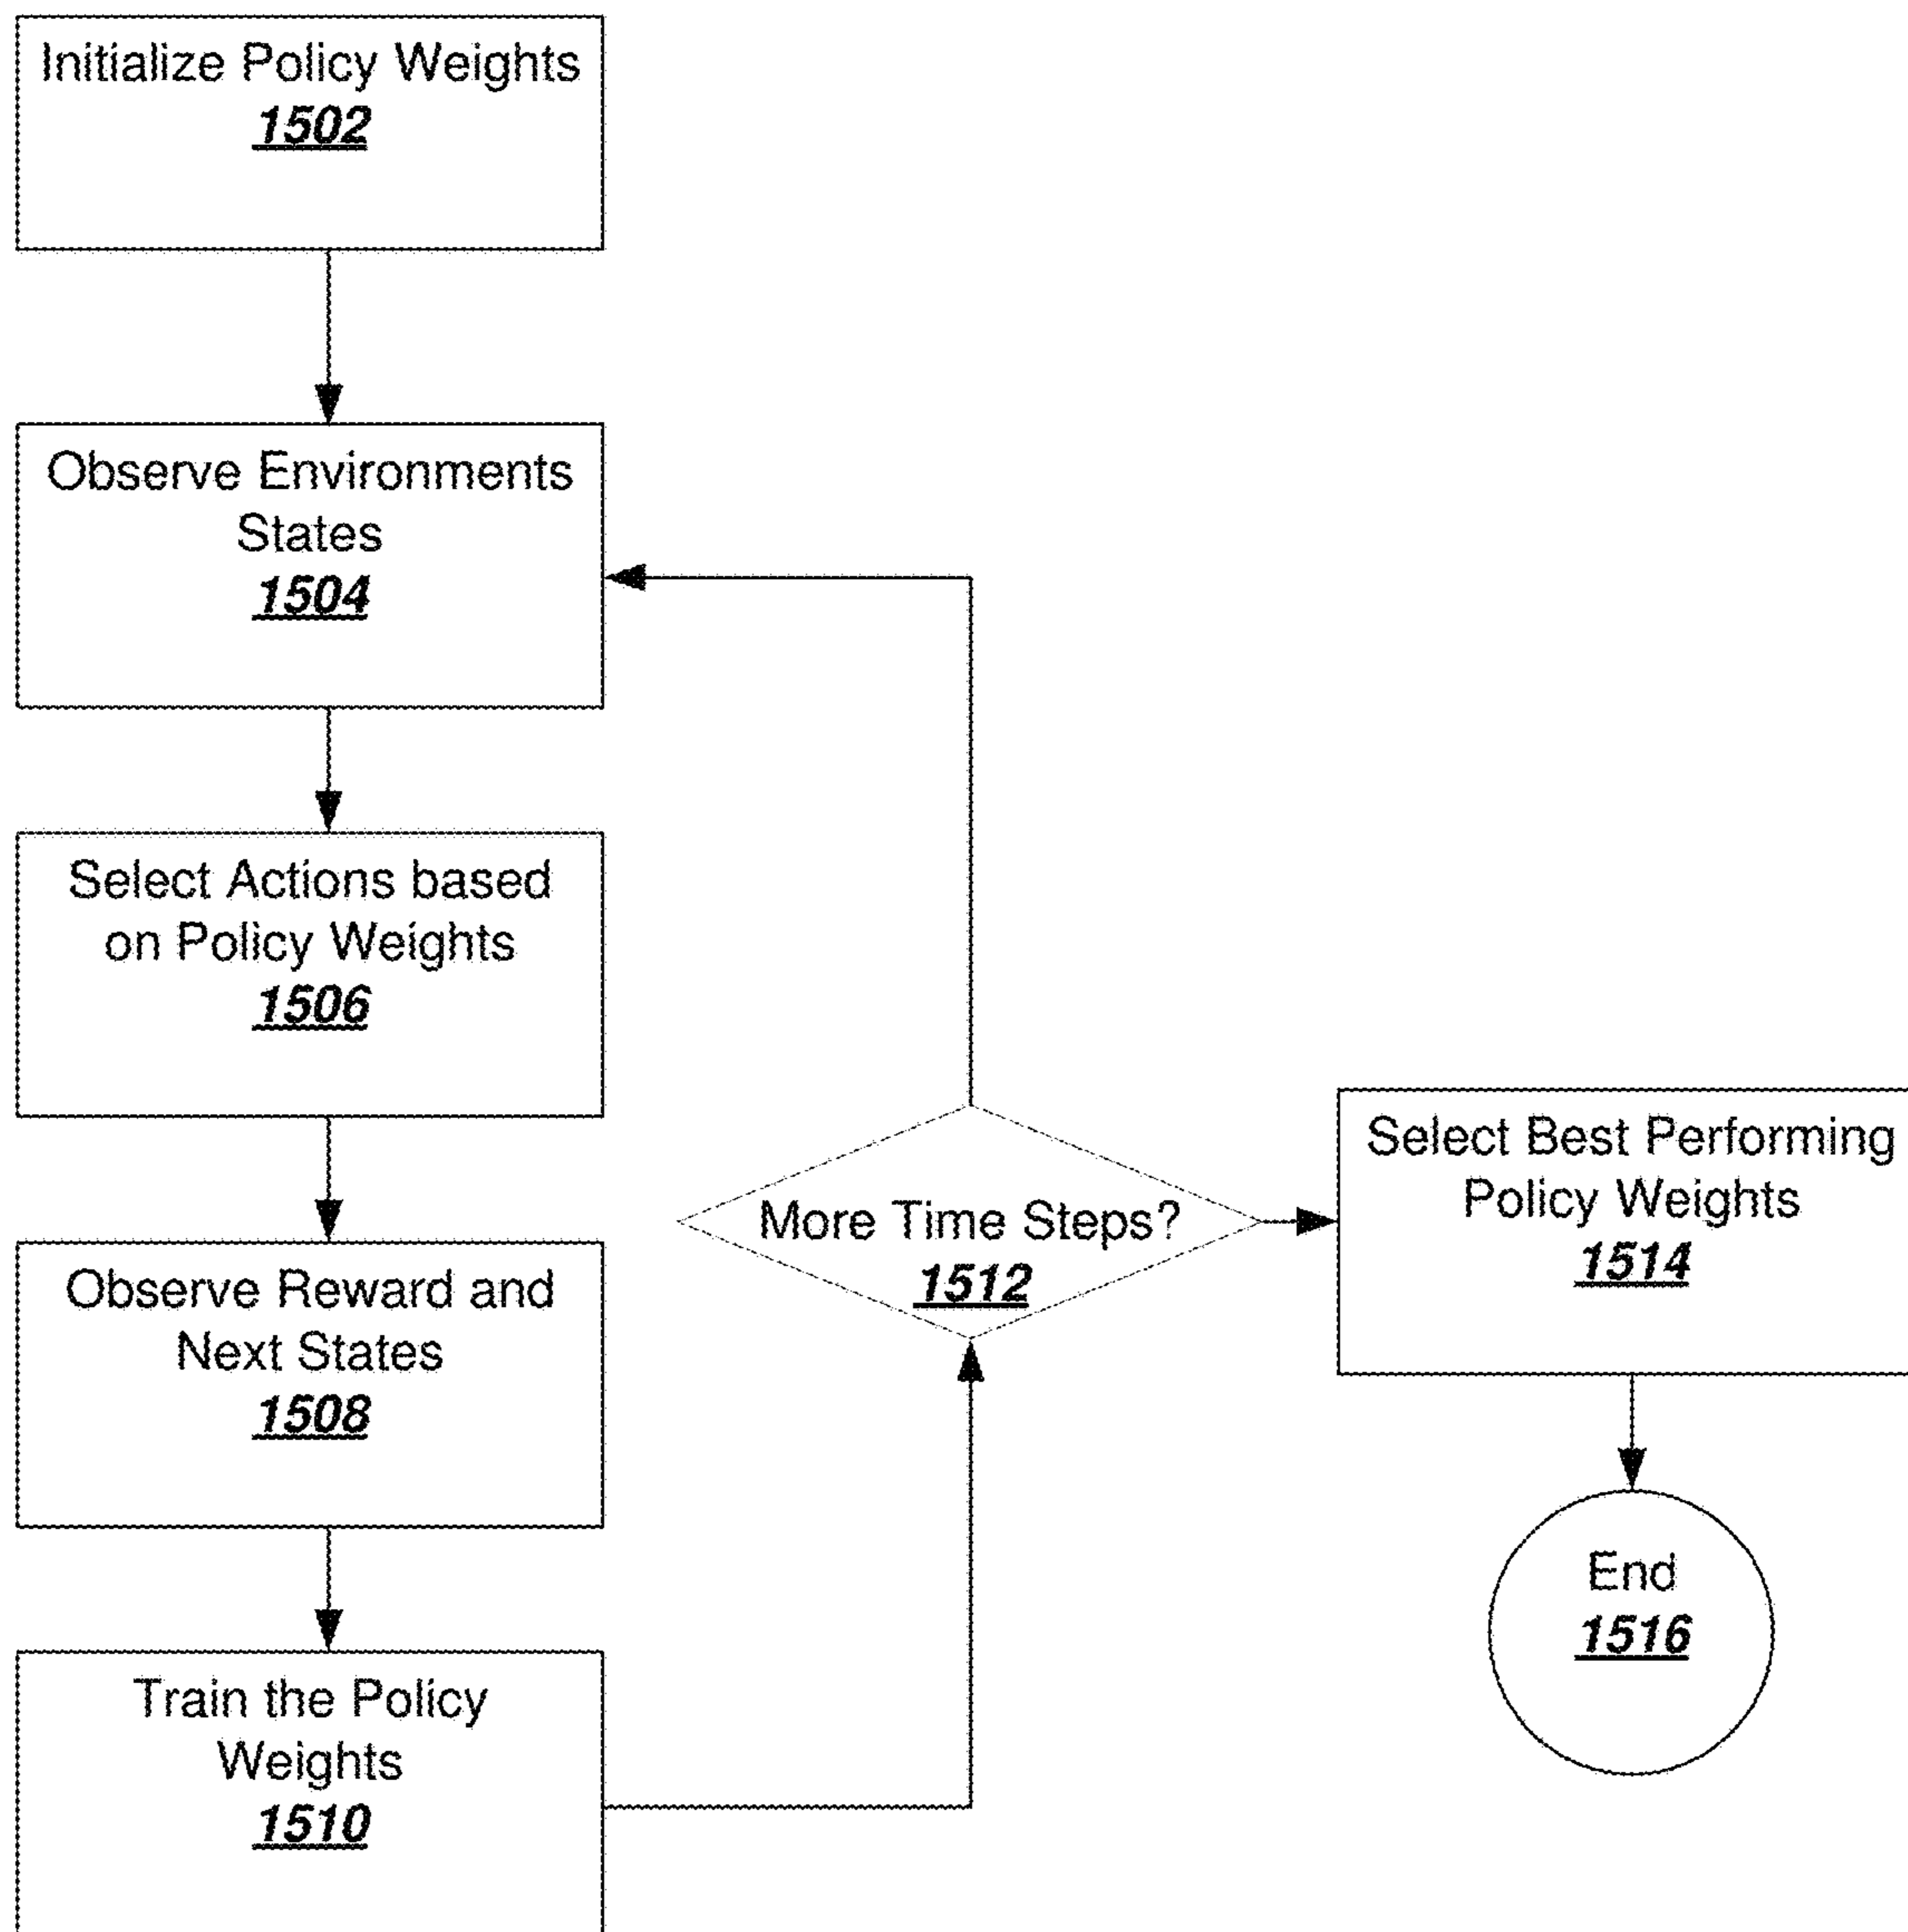 Initialize Policy Weights
1502
Observe Environments
States
1504
Select Actions based
on Policy Weights
1506
Observe Reward and
Next States
1508
Train the Policy
Weights
1510
More Time Steps?
1512
Select Best Performing
Policy Weights
1514
End
1516